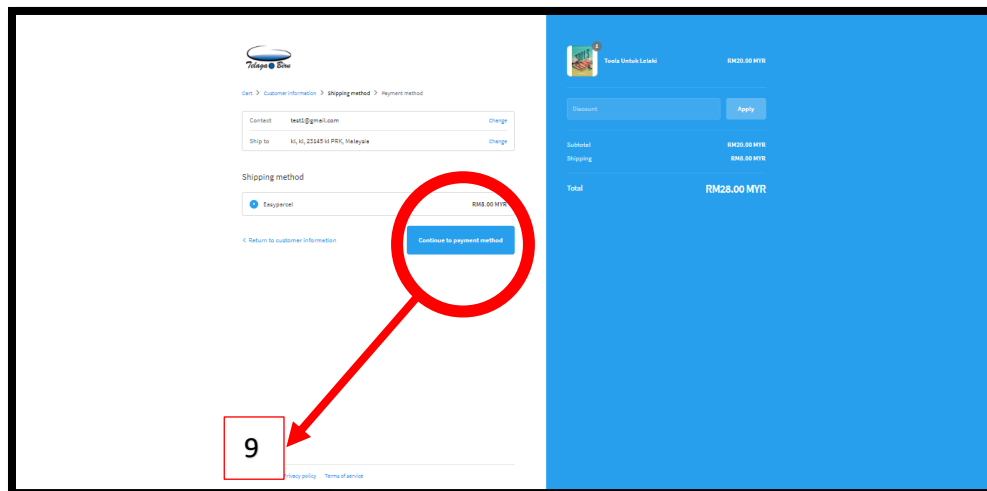 Telaga Biru
Cart > Customer information > Shipping method > Payment method
Contact test1@gmail.com Change
Ship to kl, kl, 23145 kl PRK, Malaysia Change
Shipping method
Easyparcel RM8.00 MYR
< Return to customer information
Continue to payment method
9
Privacy policy Terms of service
1
Tools Untuk Lelaki RM20.00 MYR
Discount Apply
Subtotal RM20.00 MYR
Shipping RM8.00 MYR
Total RM28.00 MYR